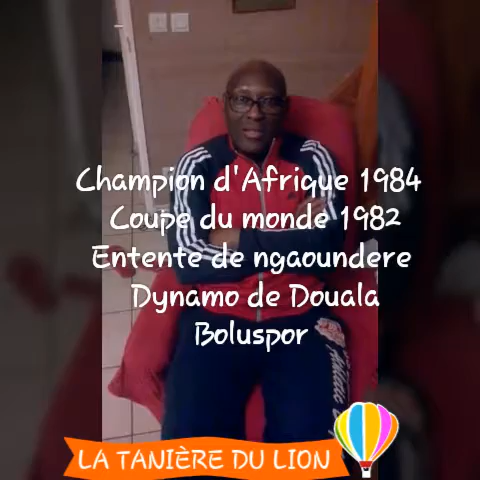 Champion d'Afrique 1984
Coupe du monde 1982
Entente de ngaoundere
Dynamo de Douala
Boluspor
LA TANIÈRE DU LION